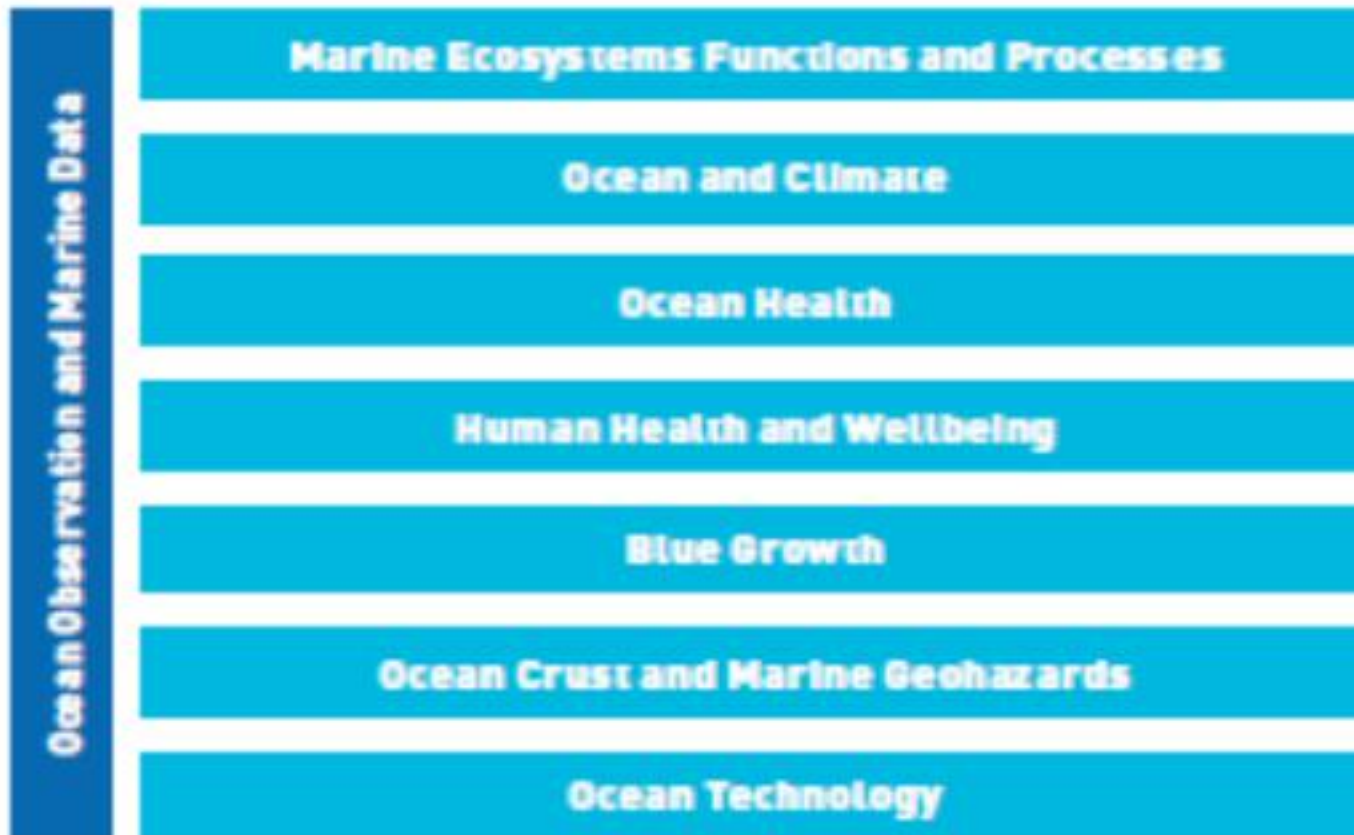 Ocean Observation and Marine Data
Marine Ecosystems Functions and Processes
Ocean and Climate
Ocean Health
Human Health and Wellbeing
Blue Growth
Ocean Crust and Marine Geohazards
Ocean Technology